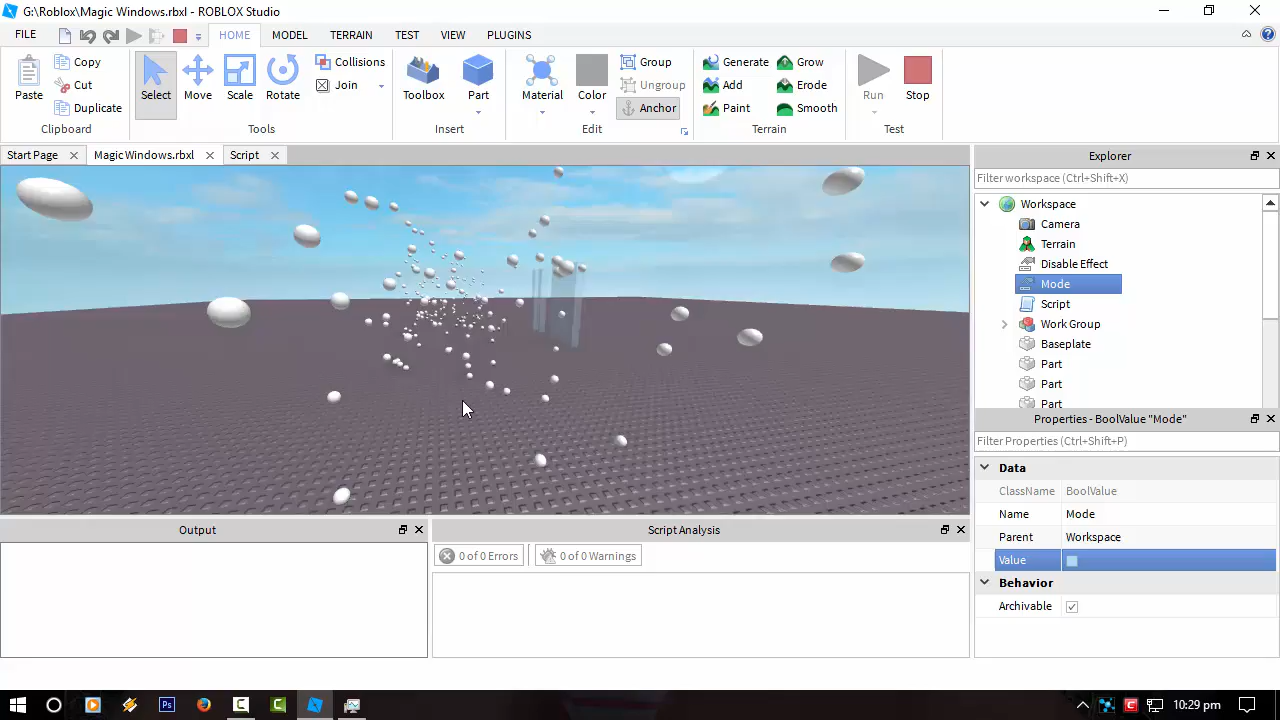 G:\Roblox\Magic Windows.rbxl - ROBLOX Studio
FILE HOME MODEL TERRAIN TEST VIEW PLUGINS
Paste
Copy
Cut
Duplicate
Clipboard
Select
Move
Scale
Rotate
Collisions
Join
Tools
Toolbox
Part
Insert
Material
Color
Group
Ungroup
Anchor
Edit
Generate
Add
Paint
Grow
Erode
Smooth
Terrain
Run
Stop
Test
Start Page
Magic Windows.rbxl
Script
Explorer
Filter workspace (Ctrl+Shift+X)
Workspace
Camera
Terrain
Disable Effect
Mode
Script
Work Group
Baseplate
Part
Part
Part
Properties - BoolValue "Mode"
Filter Properties (Ctrl+Shift+P)
Data
ClassName BoolValue
Name Mode
Parent Workspace
Value
Behavior
Archivable
Output
Script Analysis
0 of 0 Errors
0 of 0 Warnings
Ps
10:29 pm